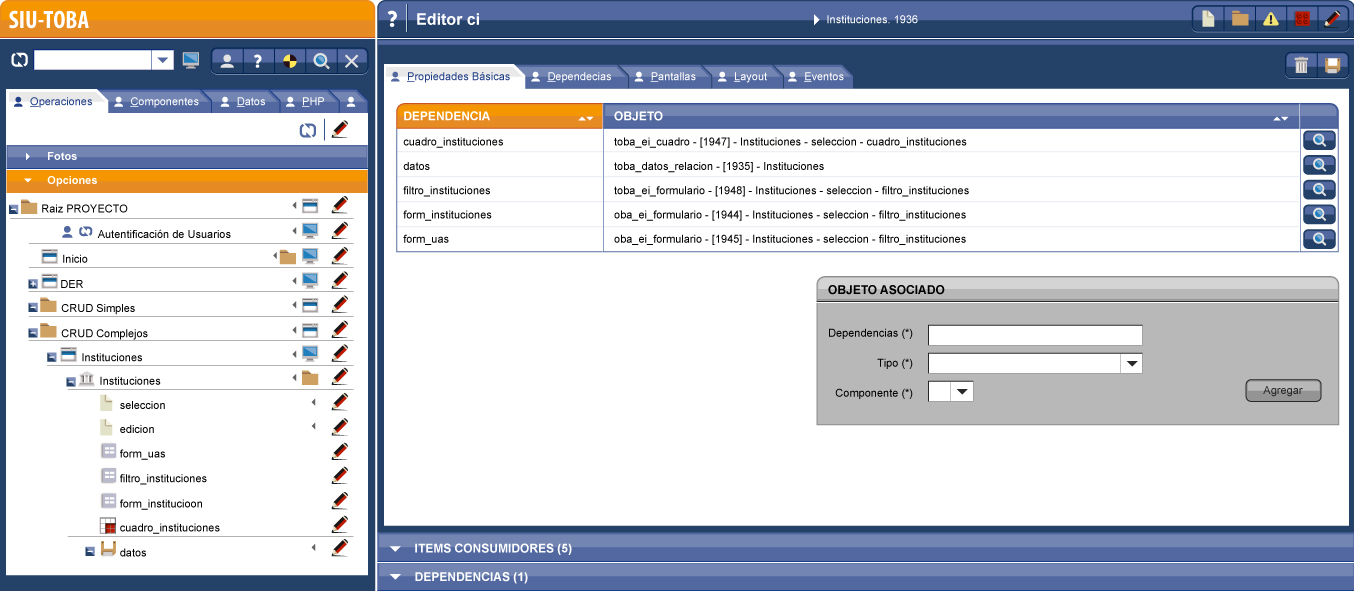 SIU-TOBA
?
Operaciones
Componentes
Datos
PHP
Fotos
Opciones
Raiz PROYECTO
Autentificación de Usuarios
Inicio
DER
CRUD Simples
CRUD Complejos
Instituciones
Instituciones
seleccion
edicion
form_uas
filtro_instituciones
form_institucioon
cuadro_instituciones
datos
? Editor ci
Instituciones. 1936
Propiedades Básicas
Dependecias
Pantallas
Layout
Eventos
DEPENDENCIA OBJETO
cuadro_instituciones toba_ei_cuadro - [1947] - Instituciones - seleccion - cuadro_instituciones
datos toba_datos_relacion - [1935] - Instituciones
filtro_instituciones toba_ei_formulario - [1948] - Instituciones - seleccion - filtro_instituciones
form_instituciones oba_ei_formulario - [1944] - Instituciones - seleccion - filtro_instituciones
form_uas oba_ei_formulario - [1945] - Instituciones - seleccion - filtro_instituciones
OBJETO ASOCIADO
Dependencias (*)
Tipo (*)
Componente (*)
Agregar
ITEMS CONSUMIDORES (5)
DEPENDENCIAS (1)